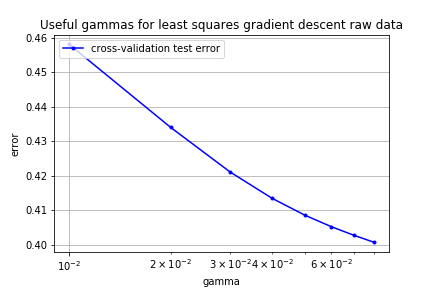 Useful gammas for least squares gradient descent raw data
0.46
cross-validation test error
0.45
0.44
error
0.43
0.42
0.41
0.40
10⁻² 2 × 10⁻² 3 × 10⁻² 4 × 10⁻² 6 × 10⁻²
gamma